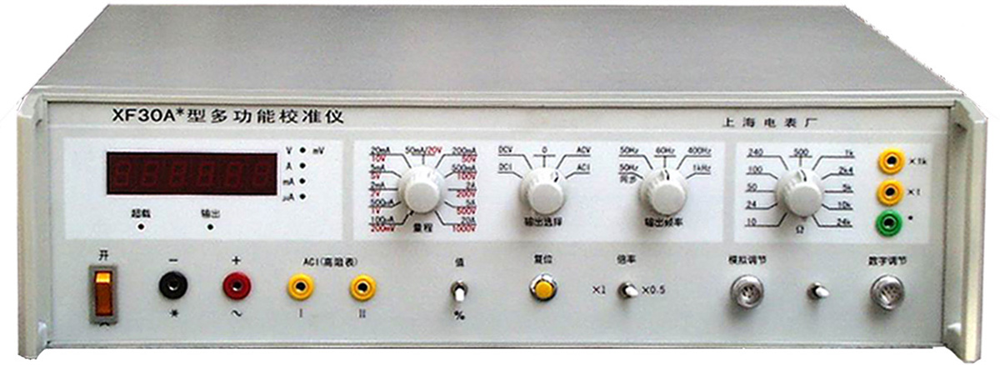 XF30A*型多功能校准仪
上海电表厂
V mV
A
mA
μA
超载 输出
20mA 50mA/20V 200mA
10V 50V
5mA 500mA
5V 100V
2mA 2A
2V 200V
500uA 5A
1V 500V
100uA 20A
200mV 1000V
量程
DCV 0 ACV
DCI ACI
输出选择
50Hz 60Hz 400Hz
50Hz 1kHz
同步
输出频率
240 500 1k
100 2k4
50 5k
24 10k
10 24k
Ω
×1k
×1
*
开
- +
* ~
ACI(高阻表)
I II
值
%
复位
倍率
×1 ×0.5
模拟调节
数字调节